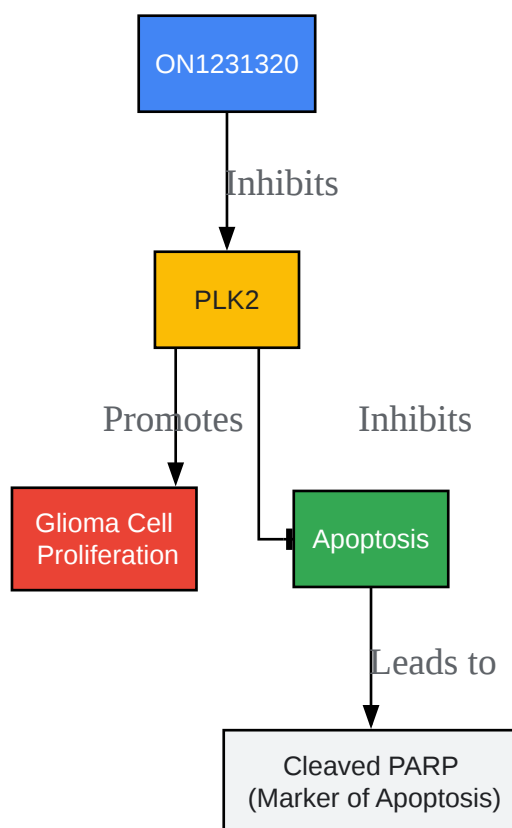 ON1231320
Inhibits
PLK2
Promotes
Inhibits
Glioma Cell
Proliferation
Apoptosis
Leads to
Cleaved PARP
(Marker of Apoptosis)